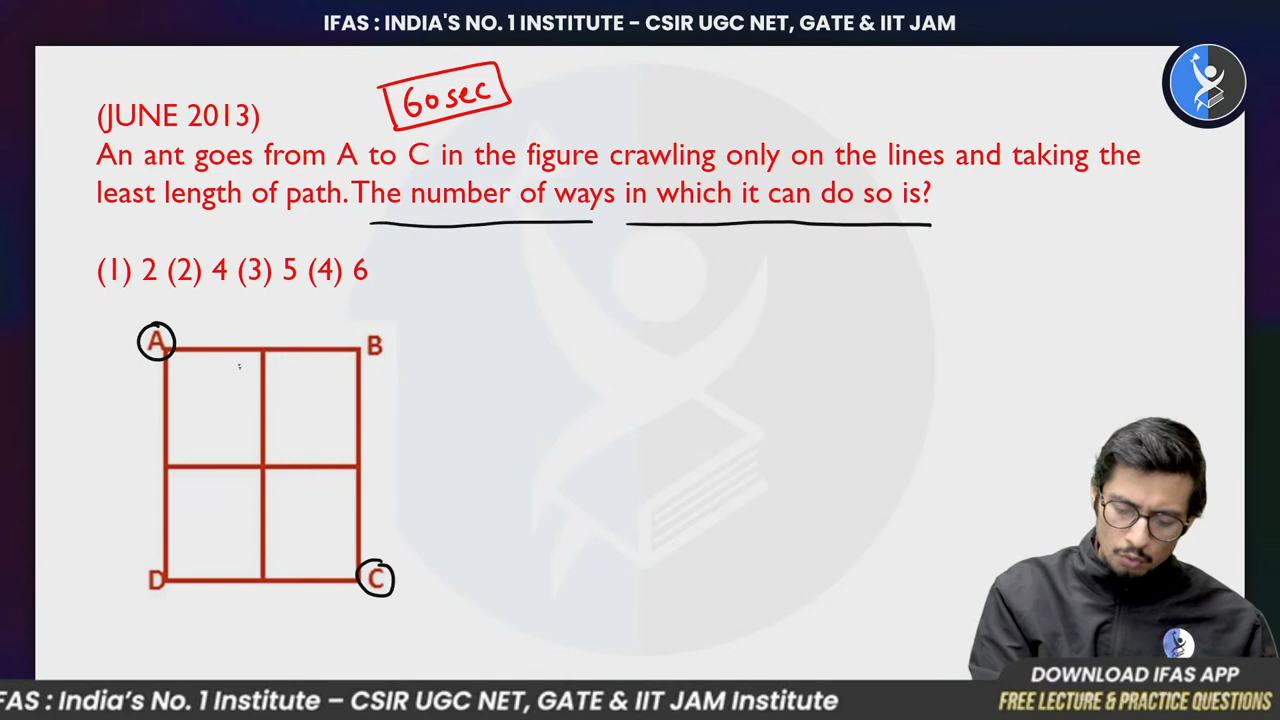 IFAS : INDIA'S NO. 1 INSTITUTE - CSIR UGC NET, GATE & IIT JAM
60 sec
(JUNE 2013)
An ant goes from A to C in the figure crawling only on the lines and taking the
least length of path. The number of ways in which it can do so is?
(1) 2 (2) 4 (3) 5 (4) 6
A
B
D
C
DOWNLOAD IFAS APP
FAS : India's No. 1 Institute – CSIR UGC NET, GATE & IIT JAM Institute
FREE LECTURE & PRACTICE QUESTIONS